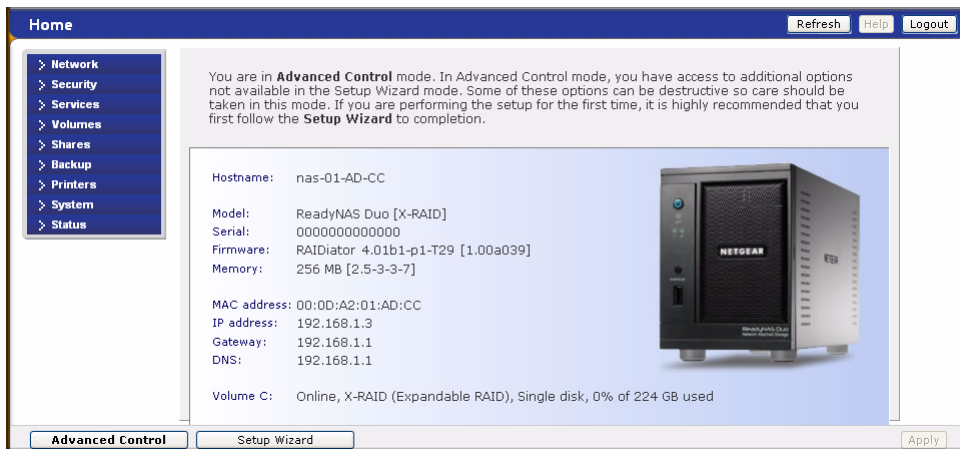 Home
Refresh Help Logout
> Network
> Security
> Services
> Volumes
> Shares
> Backup
> Printers
> System
> Status
You are in Advanced Control mode. In Advanced Control mode, you have access to additional options
not available in the Setup Wizard mode. Some of these options can be destructive so care should be
taken in this mode. If you are performing the setup for the first time, it is highly recommended that you
first follow the Setup Wizard to completion.
Hostname: nas-01-AD-CC
Model: ReadyNAS Duo [X-RAID]
Serial: 0000000000000
Firmware: RAIDiator 4.01b1-p1-T29 [1.00a039]
Memory: 256 MB [2.5-3-3-7]
MAC address: 00:0D:A2:01:AD:CC
IP address: 192.168.1.3
Gateway: 192.168.1.1
DNS: 192.168.1.1
Volume C: Online, X-RAID (Expandable RAID), Single disk, 0% of 224 GB used
NETGEAR
ReadyNAS Duo
Network Attached Storage
Advanced Control Setup Wizard Apply